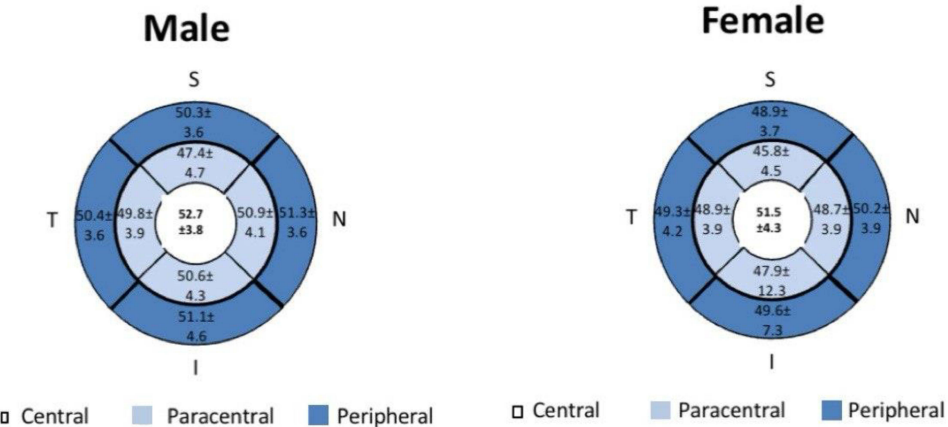 Male
S
50.3±
3.6
47.4±
4.7
T
50.4±
3.6
49.8±
3.9
52.7
±3.8
50.9±
4.1
51.3±
3.6
N
50.6±
4.3
51.1±
4.6
I
Central
Paracentral
Peripheral
Female
S
48.9±
3.7
45.8±
4.5
T
49.3±
4.2
48.9±
3.9
51.5
±4.3
48.7±
3.9
50.2±
3.9
N
47.9±
12.3
49.6±
7.3
I
Central
Paracentral
Peripheral